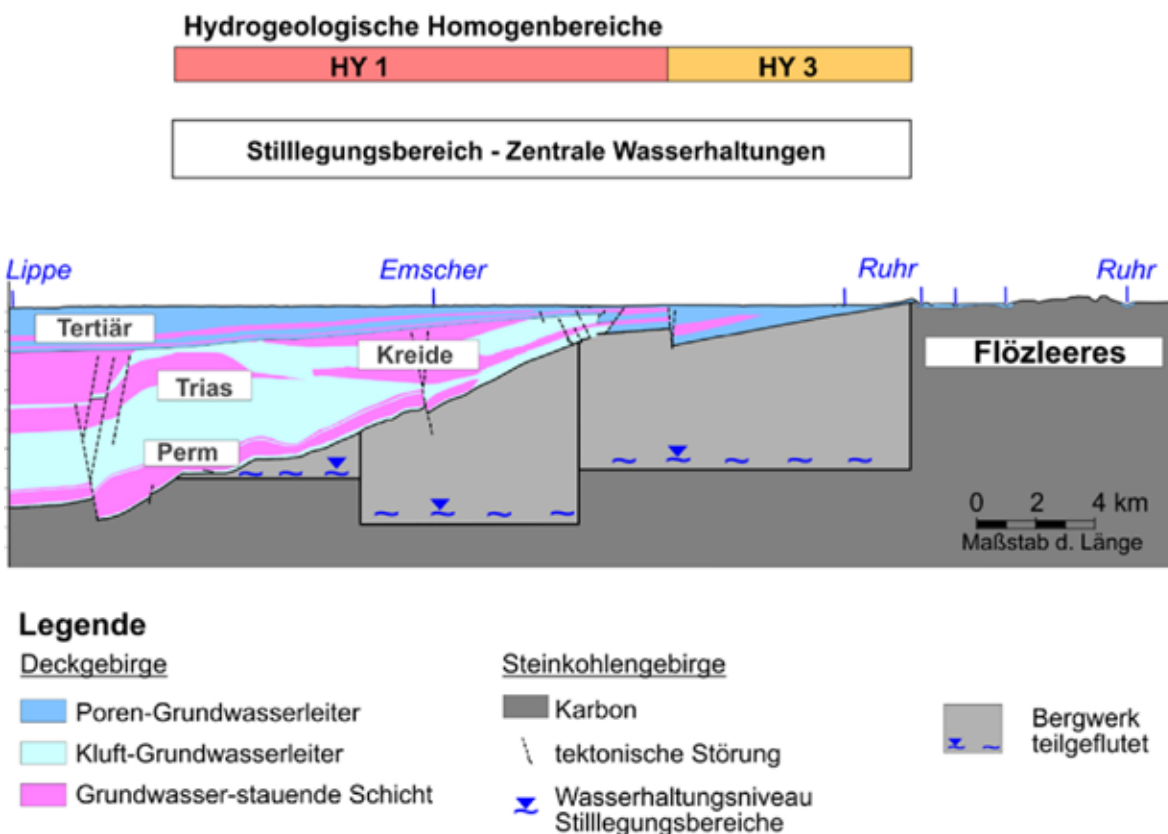 Hydrogeologische Homogenbereiche
HY 1
HY 3
Stilllegungsbereich - Zentrale Wasserhaltungen
Lippe
Emscher
Ruhr
Ruhr
Tertiär
Kreide
Flözleeres
Trias
Perm
0 2 4 km
Maßstab d. Länge
Legende
Deckgebirge
Poren-Grundwasserleiter
Kluft-Grundwasserleiter
Grundwasser-stauende Schicht
Steinkohlengebirge
Karbon
tektonische Störung
Wasserhaltungsniveau
Stilllegungsbereiche
Bergwerk
teilgeflutet